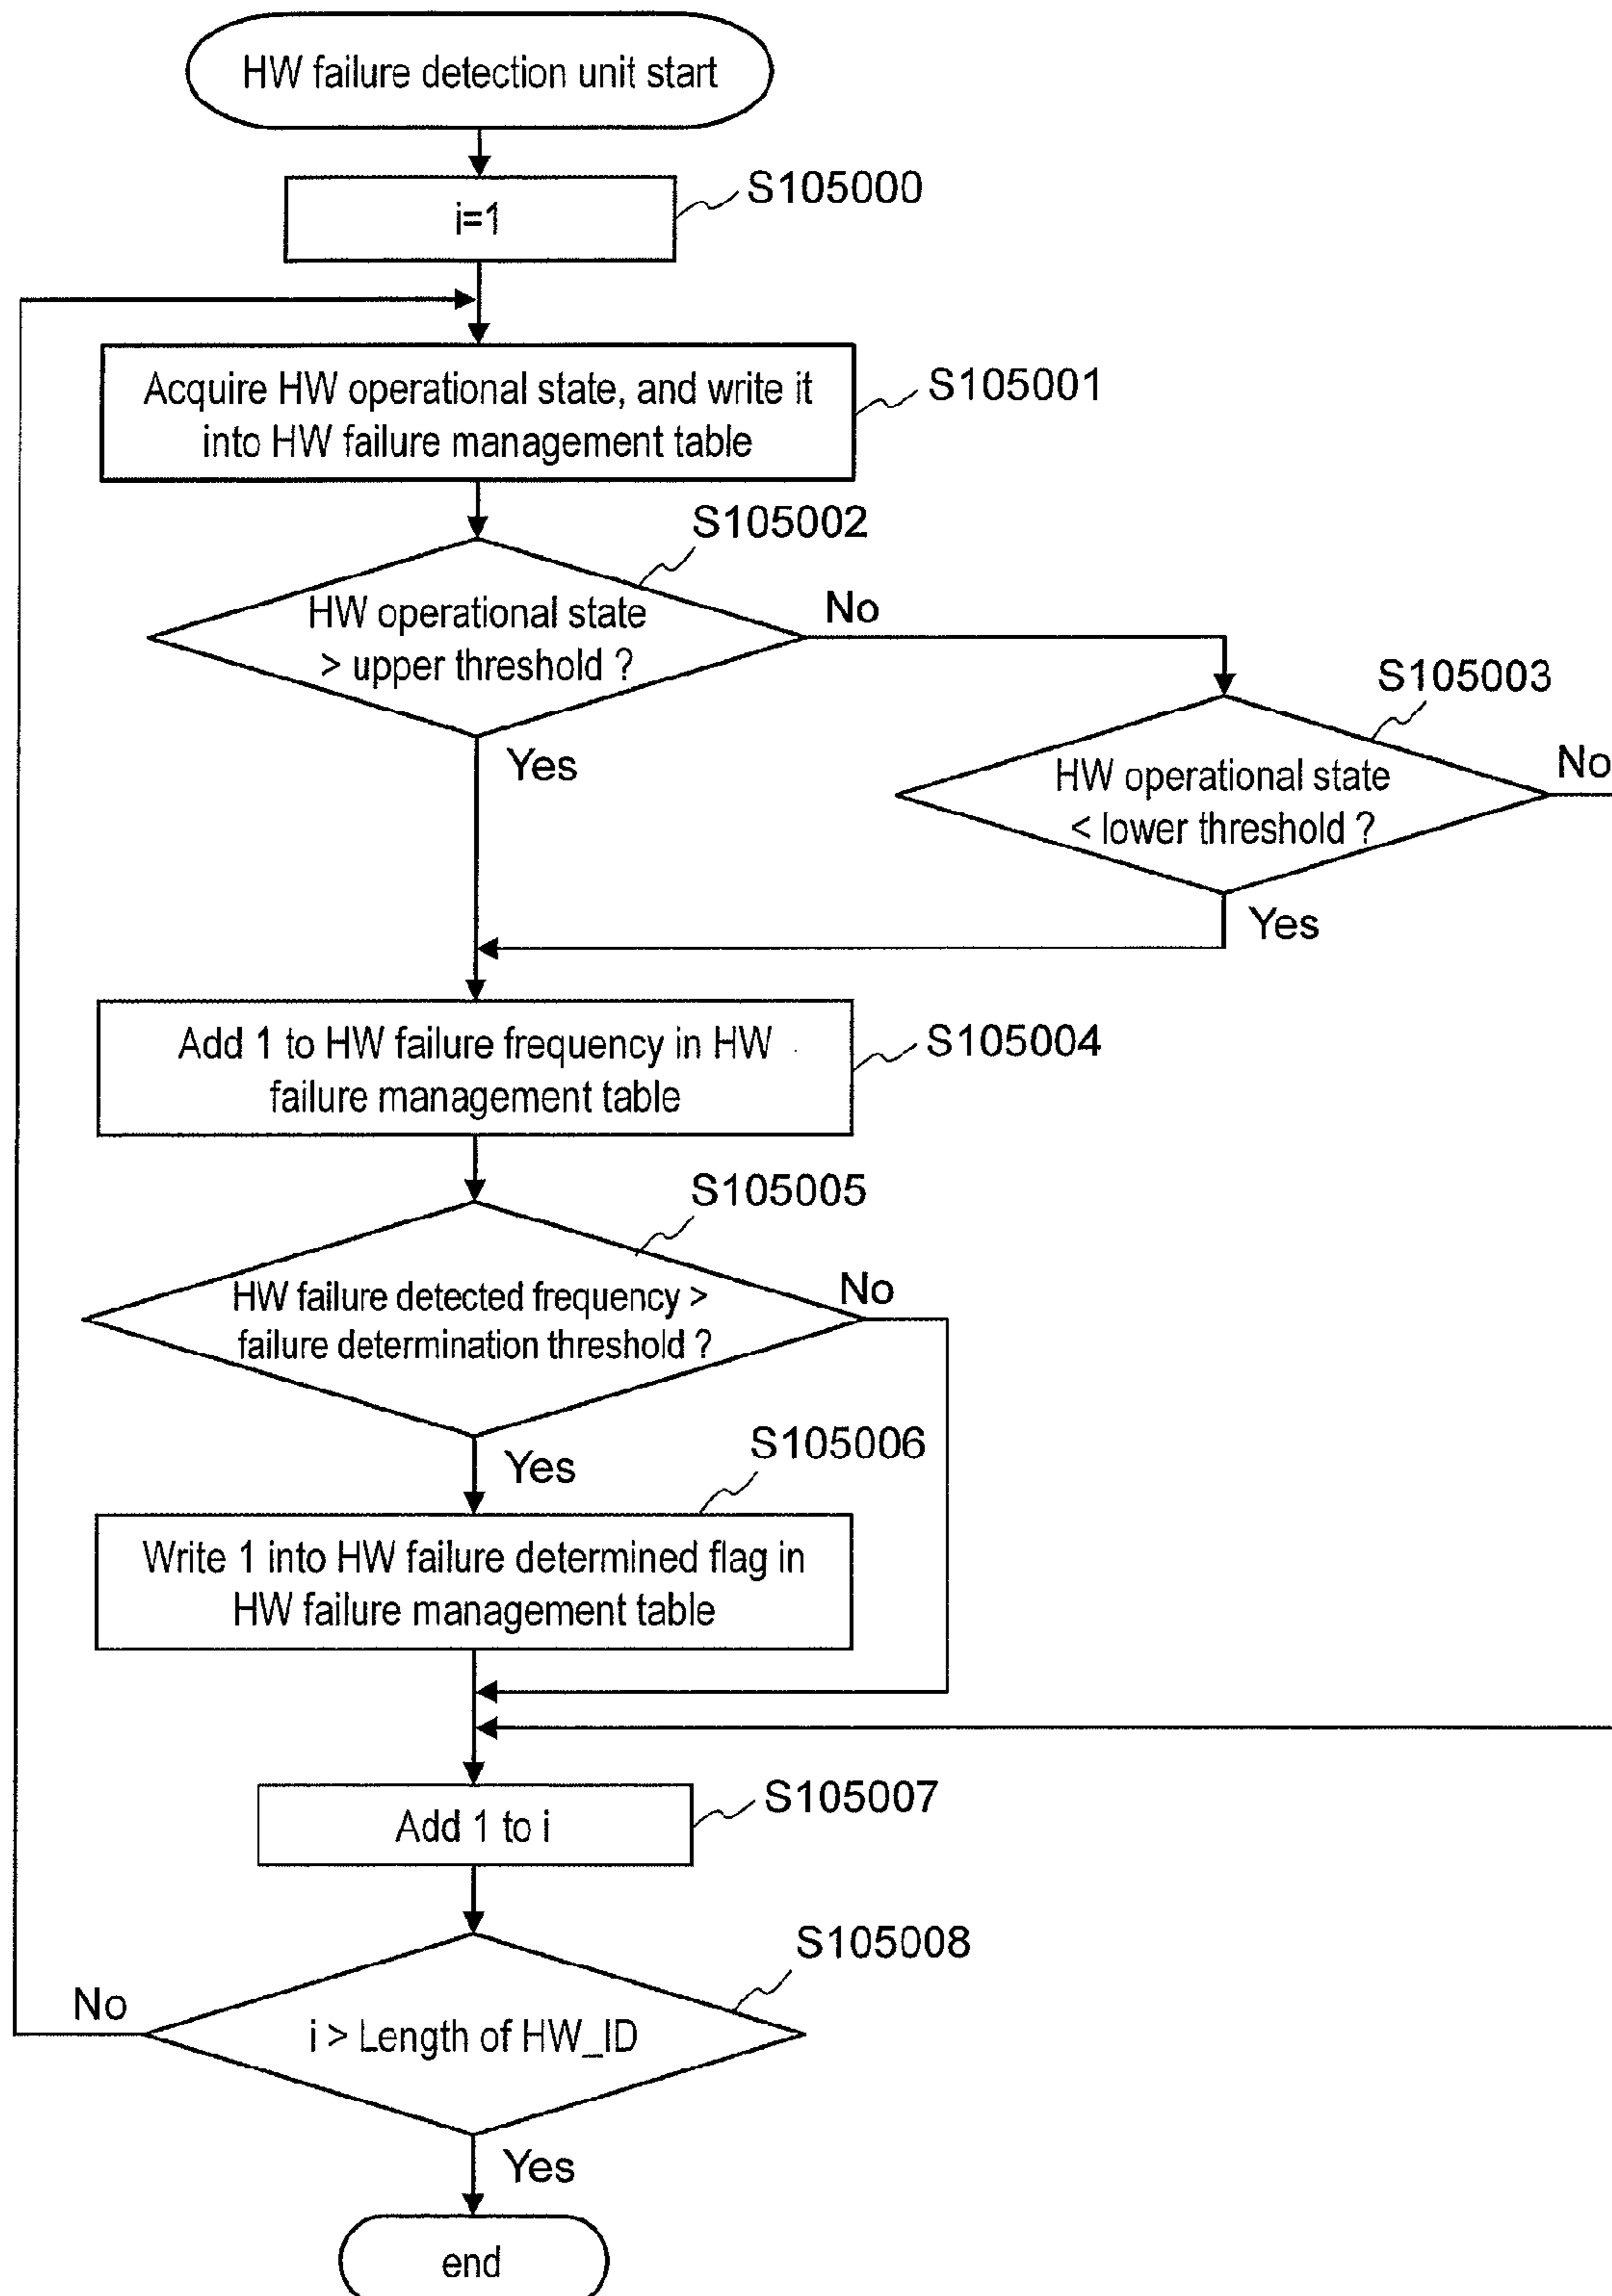 HW failure detection unit start
S105000
i=1
S105001
Acquire HW operational state, and write it
into HW failure management table
S105002
HW operational state
> upper threshold ?
No
Yes
S105003
HW operational state
< lower threshold ?
No
Yes
S105004
Add 1 to HW failure frequency in HW
failure management table
S105005
HW failure detected frequency >
failure determination threshold ?
No
Yes
S105006
Write 1 into HW failure determined flag in
HW failure management table
S105007
Add 1 to i
S105008
i > Length of HW_ID
No
Yes
end